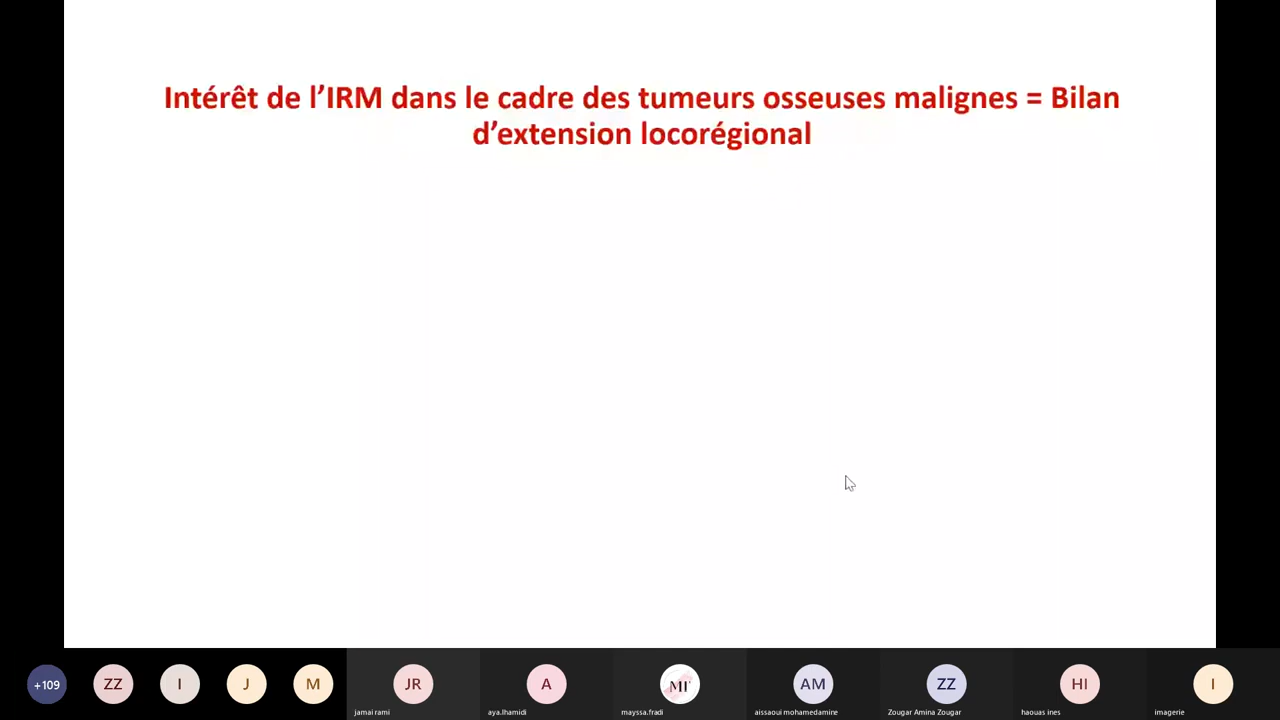 Intérêt de l’IRM dans le cadre des tumeurs osseuses malignes = Bilan
d’extension locorégional
+109
ZZ
I
J
M
JR
A
MF
AM
ZZ
HI
I
jamai rami
aya.lhamidi
mayssa.fradi
aissaoui mohamedamine
Zougar Amina Zougar
haouas ines
imagerie